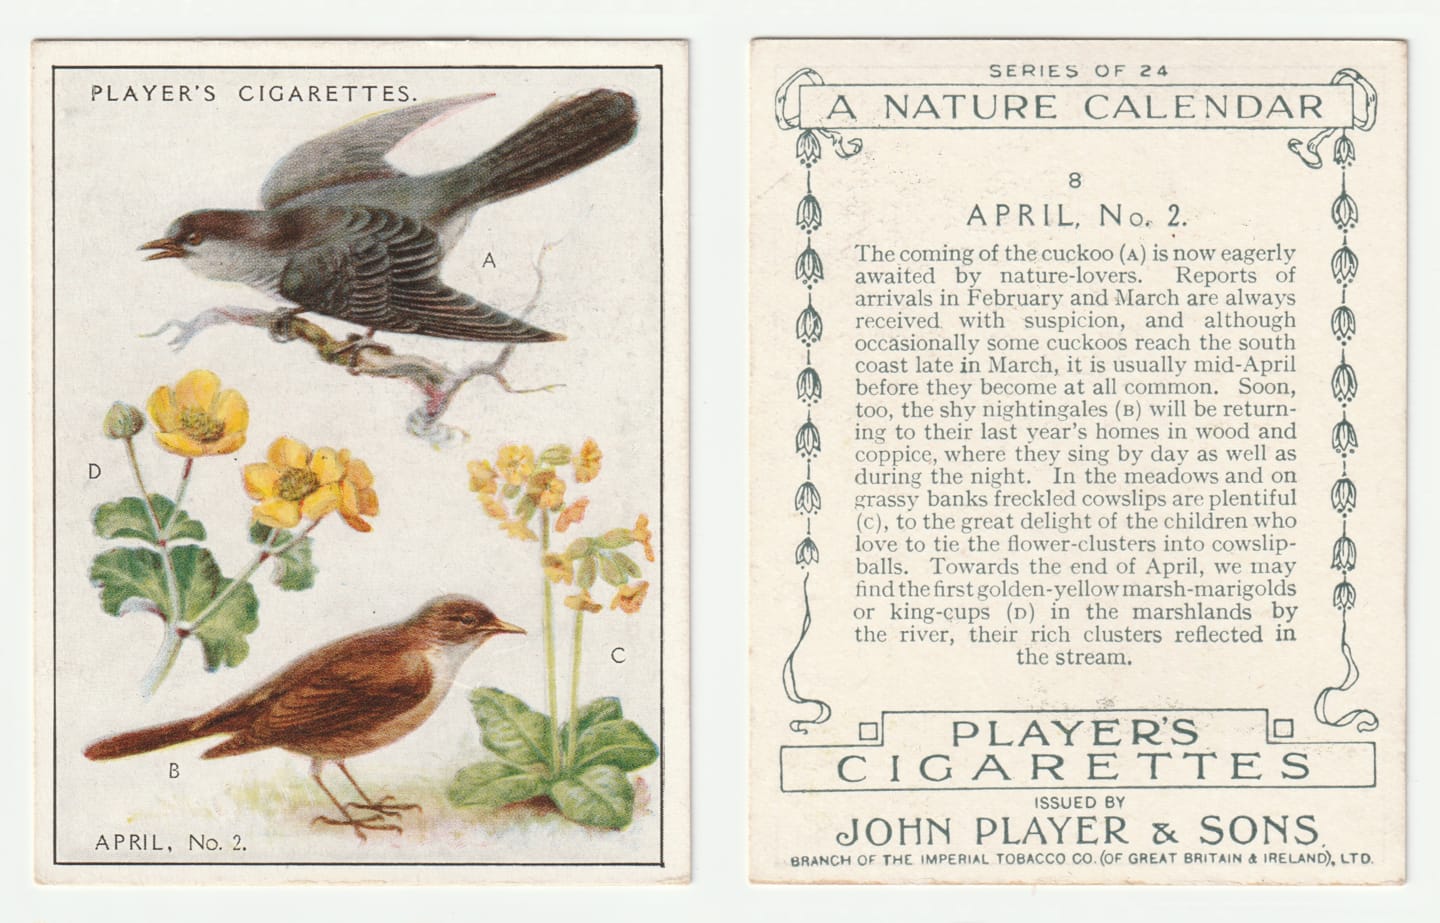 PLAYER'S CIGARETTES.
A
D
C
B
APRIL, No. 2.
SERIES OF 24
A NATURE CALENDAR
8
APRIL, No. 2.
The coming of the cuckoo (A) is now eagerly
awaited by nature-lovers. Reports of
arrivals in February and March are always
received with suspicion, and although
occasionally some cuckoos reach the south
coast late in March, it is usually mid-April
before they become at all common. Soon,
too, the shy nightingales (B) will be return-
ing to their last year's homes in wood and
coppice, where they sing by day as well as
during the night. In the meadows and on
grassy banks freckled cowslips are plentiful
(C), to the great delight of the children who
love to tie the flower-clusters into cowslip-
balls. Towards the end of April, we may
find the first golden-yellow marsh-marigolds
or king-cups (D) in the marshlands by
the river, their rich clusters reflected in
the stream.
PLAYER'S
CIGARETTES
ISSUED BY
JOHN PLAYER & SONS,
BRANCH OF THE IMPERIAL TOBACCO CO. (OF GREAT BRITAIN & IRELAND), LTD.